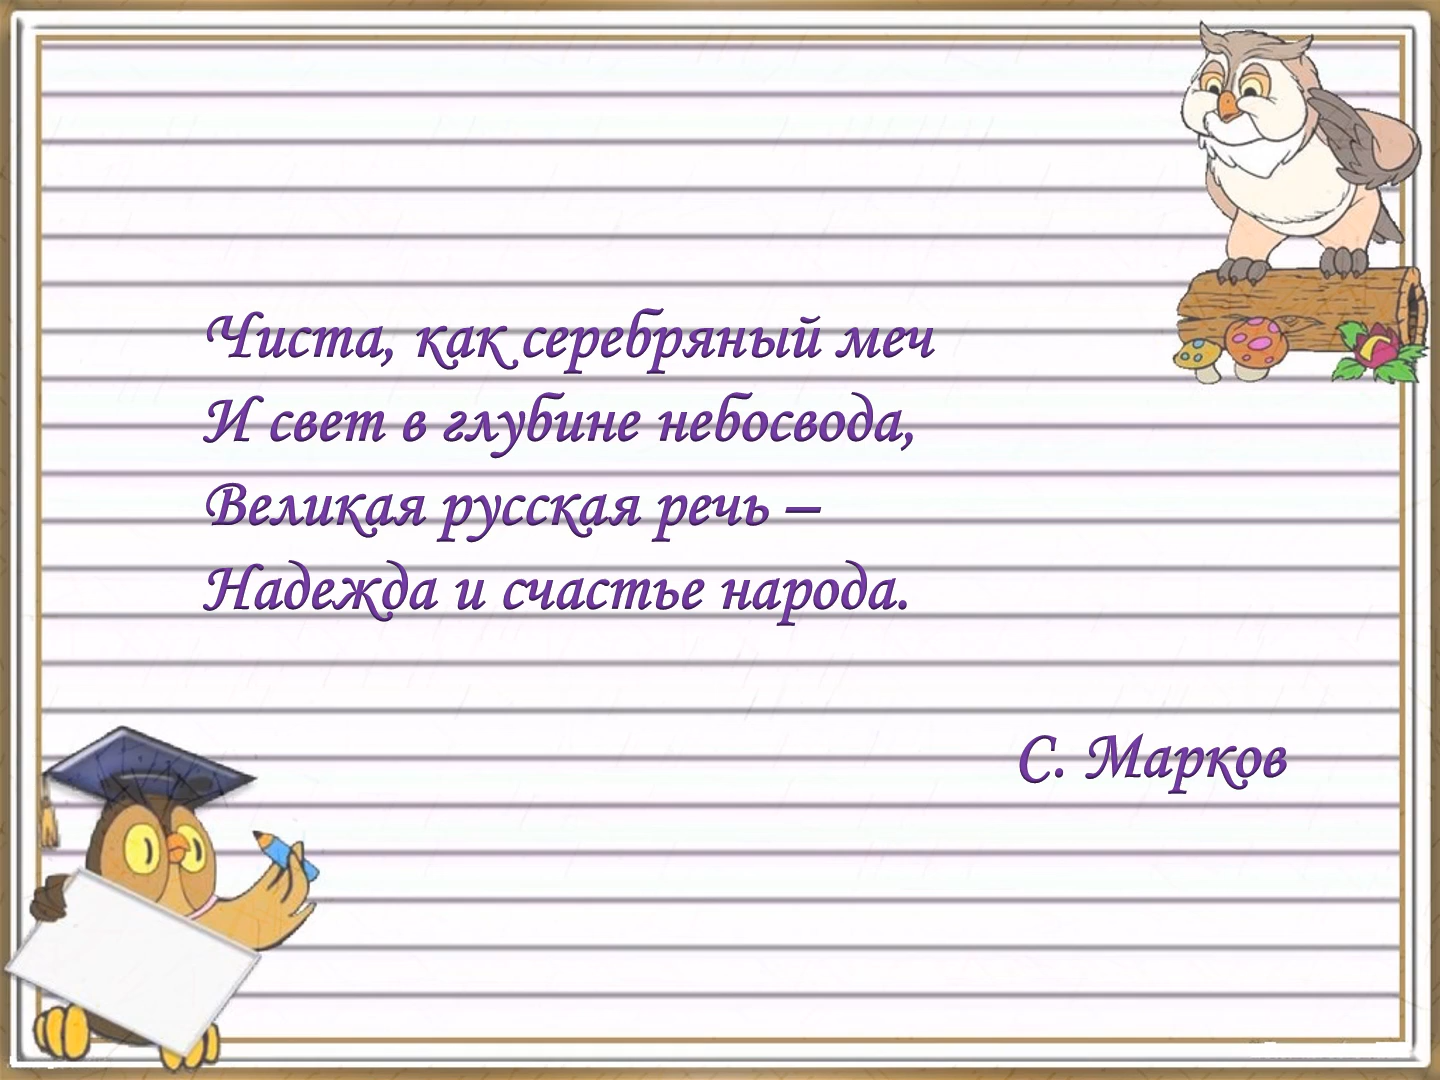 Чиста, как серебряный меч
И свет в глубине небосвода,
Великая русская речь –
Надежда и счастье народа.
С. Марков